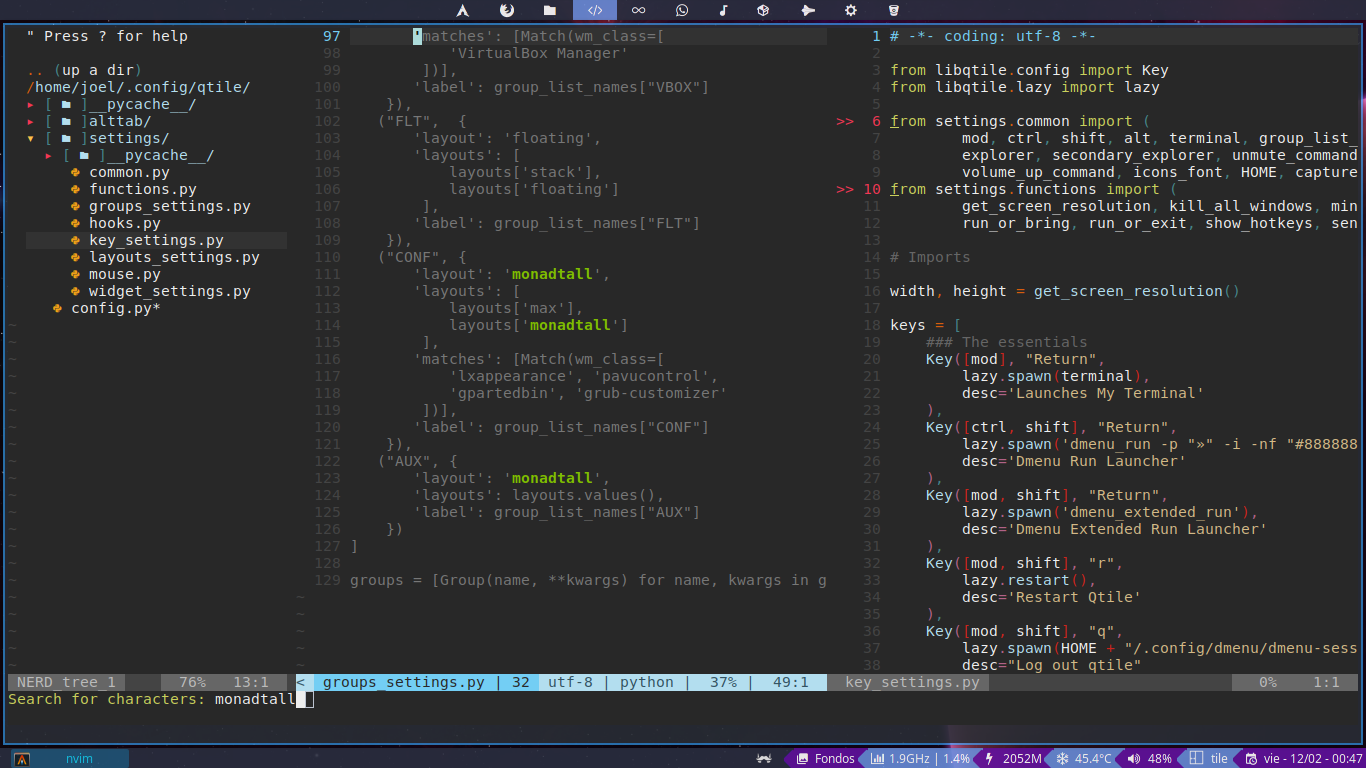 " Press ? for help
.. (up a dir)
/home/joel/.config/qtile/
▸ [ ]__pycache__/
▸ [ ]alttab/
▾ [ ]settings/
▸ [ ]__pycache__/
common.py
functions.py
groups_settings.py
hooks.py
key_settings.py
layouts_settings.py
mouse.py
widget_settings.py
config.py*
NERD_tree_1 76% 13:1
97 'matches': [Match(wm_class=[
98 'VirtualBox Manager'
99 ])],
100 'label': group_list_names["VBOX"]
101 }),
102 ("FLT", {
103 'layout': 'floating',
104 'layouts': [
105 layouts['stack'],
106 layouts['floating']
107 ],
108 'label': group_list_names["FLT"]
109 }),
110 ("CONF", {
111 'layout': 'monadtall',
112 'layouts': [
113 layouts['max'],
114 layouts['monadtall']
115 ],
116 'matches': [Match(wm_class=[
117 'lxappearance', 'pavucontrol',
118 'gpartedbin', 'grub-customizer'
119 ])],
120 'label': group_list_names["CONF"]
121 }),
122 ("AUX", {
123 'layout': 'monadtall',
124 'layouts': layouts.values(),
125 'label': group_list_names["AUX"]
126 })
127 ]
128
129 groups = [Group(name, **kwargs) for name, kwargs in g
< groups_settings.py | 32 utf-8 | python | 37% | 49:1
1 # -*- coding: utf-8 -*-
2
3 from libqtile.config import Key
4 from libqtile.lazy import lazy
5
>> 6 from settings.common import (
7 mod, ctrl, shift, alt, terminal, group_list_
8 explorer, secondary_explorer, unmute_command
9 volume_up_command, icons_font, HOME, capture
>> 10 from settings.functions import (
11 get_screen_resolution, kill_all_windows, min
12 run_or_bring, run_or_exit, show_hotkeys, sen
13
14 # Imports
15
16 width, height = get_screen_resolution()
17
18 keys = [
19 ### The essentials
20 Key([mod], "Return",
21 lazy.spawn(terminal),
22 desc='Launches My Terminal'
23 ),
24 Key([ctrl, shift], "Return",
25 lazy.spawn('dmenu_run -p "»" -i -nf "#888888
26 desc='Dmenu Run Launcher'
27 ),
28 Key([mod, shift], "Return",
29 lazy.spawn('dmenu_extended_run'),
30 desc='Dmenu Extended Run Launcher'
31 ),
32 Key([mod, shift], "r",
33 lazy.restart(),
34 desc='Restart Qtile'
35 ),
36 Key([mod, shift], "q",
37 lazy.spawn(HOME + "/.config/dmenu/dmenu-sess
38 desc="Log out qtile"
key_settings.py 0% 1:1
Search for characters: monadtall
nvim
Fondos
1.9GHz | 1.4%
2052M
45.4°C
48%
tile
vie - 12/02 - 00:47